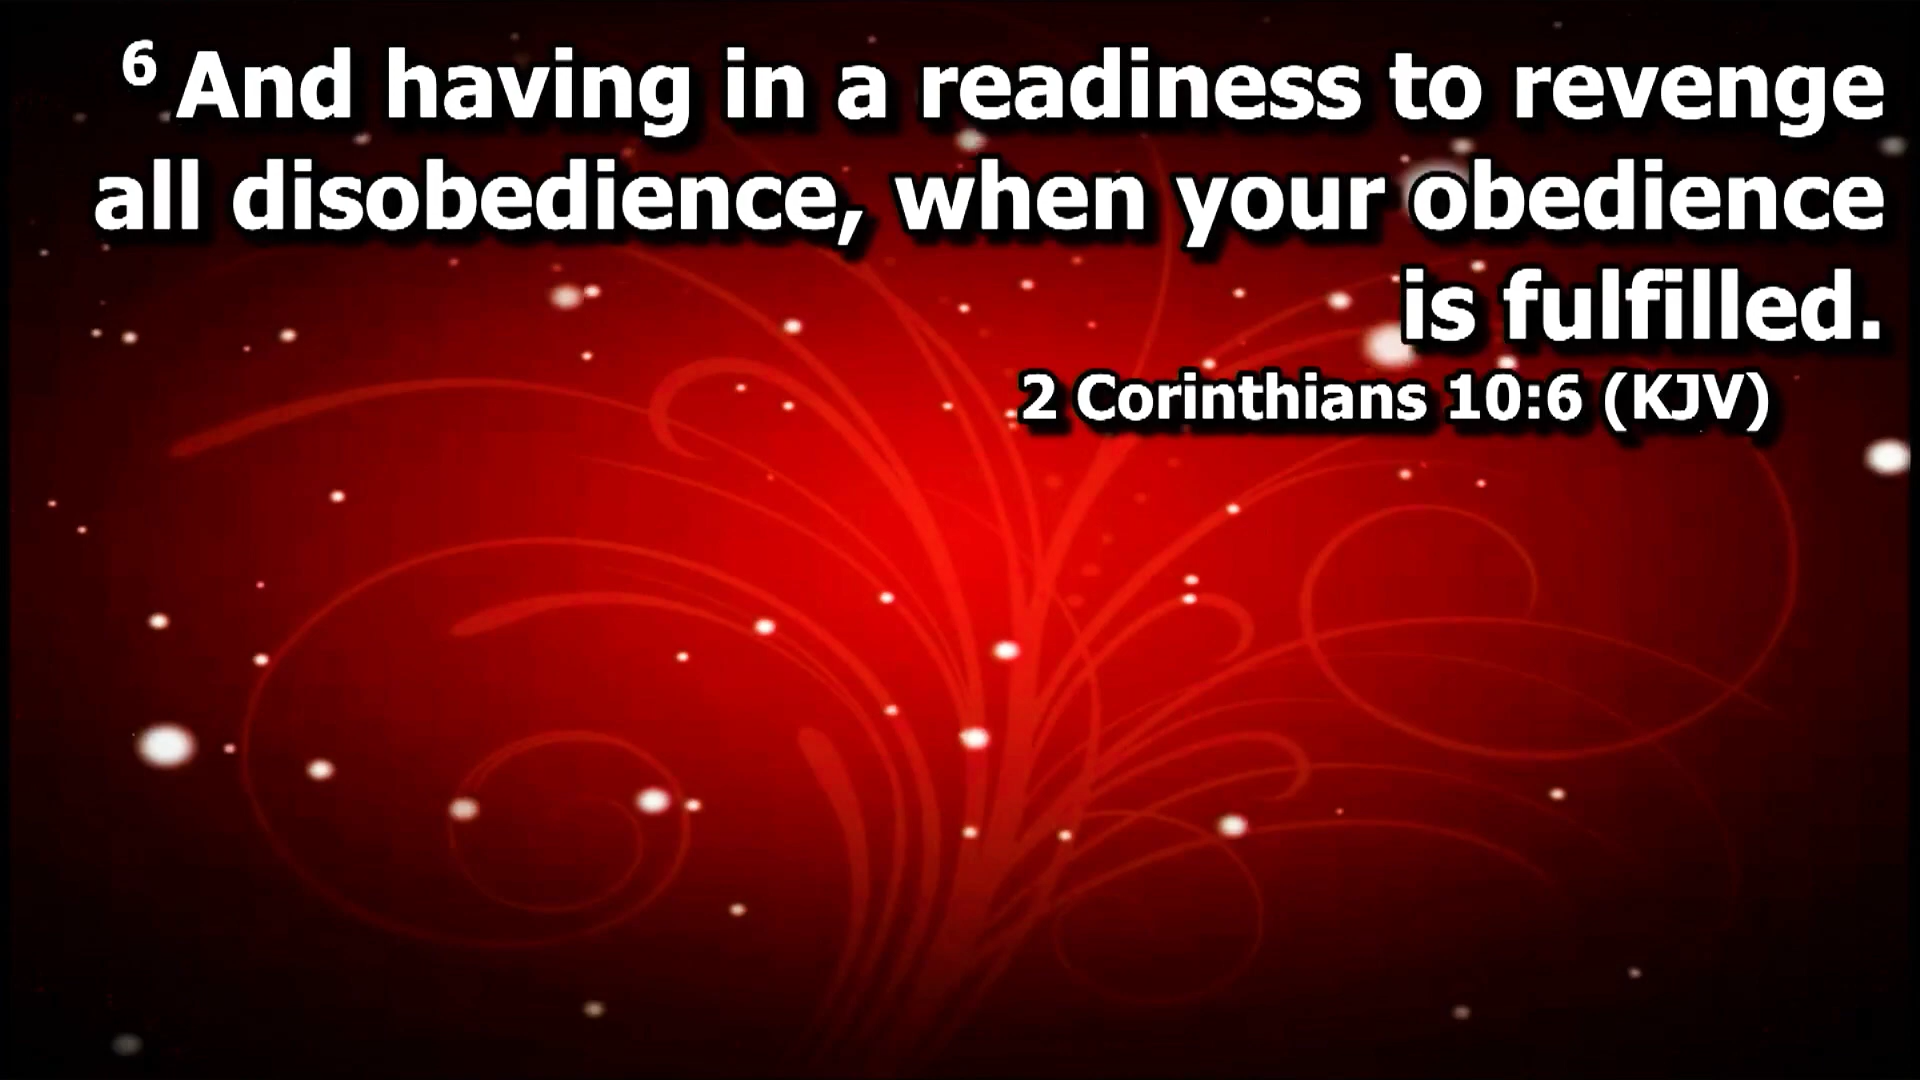 6 And having in a readiness to revenge
all disobedience, when your obedience
is fulfilled.
2 Corinthians 10:6 (KJV)